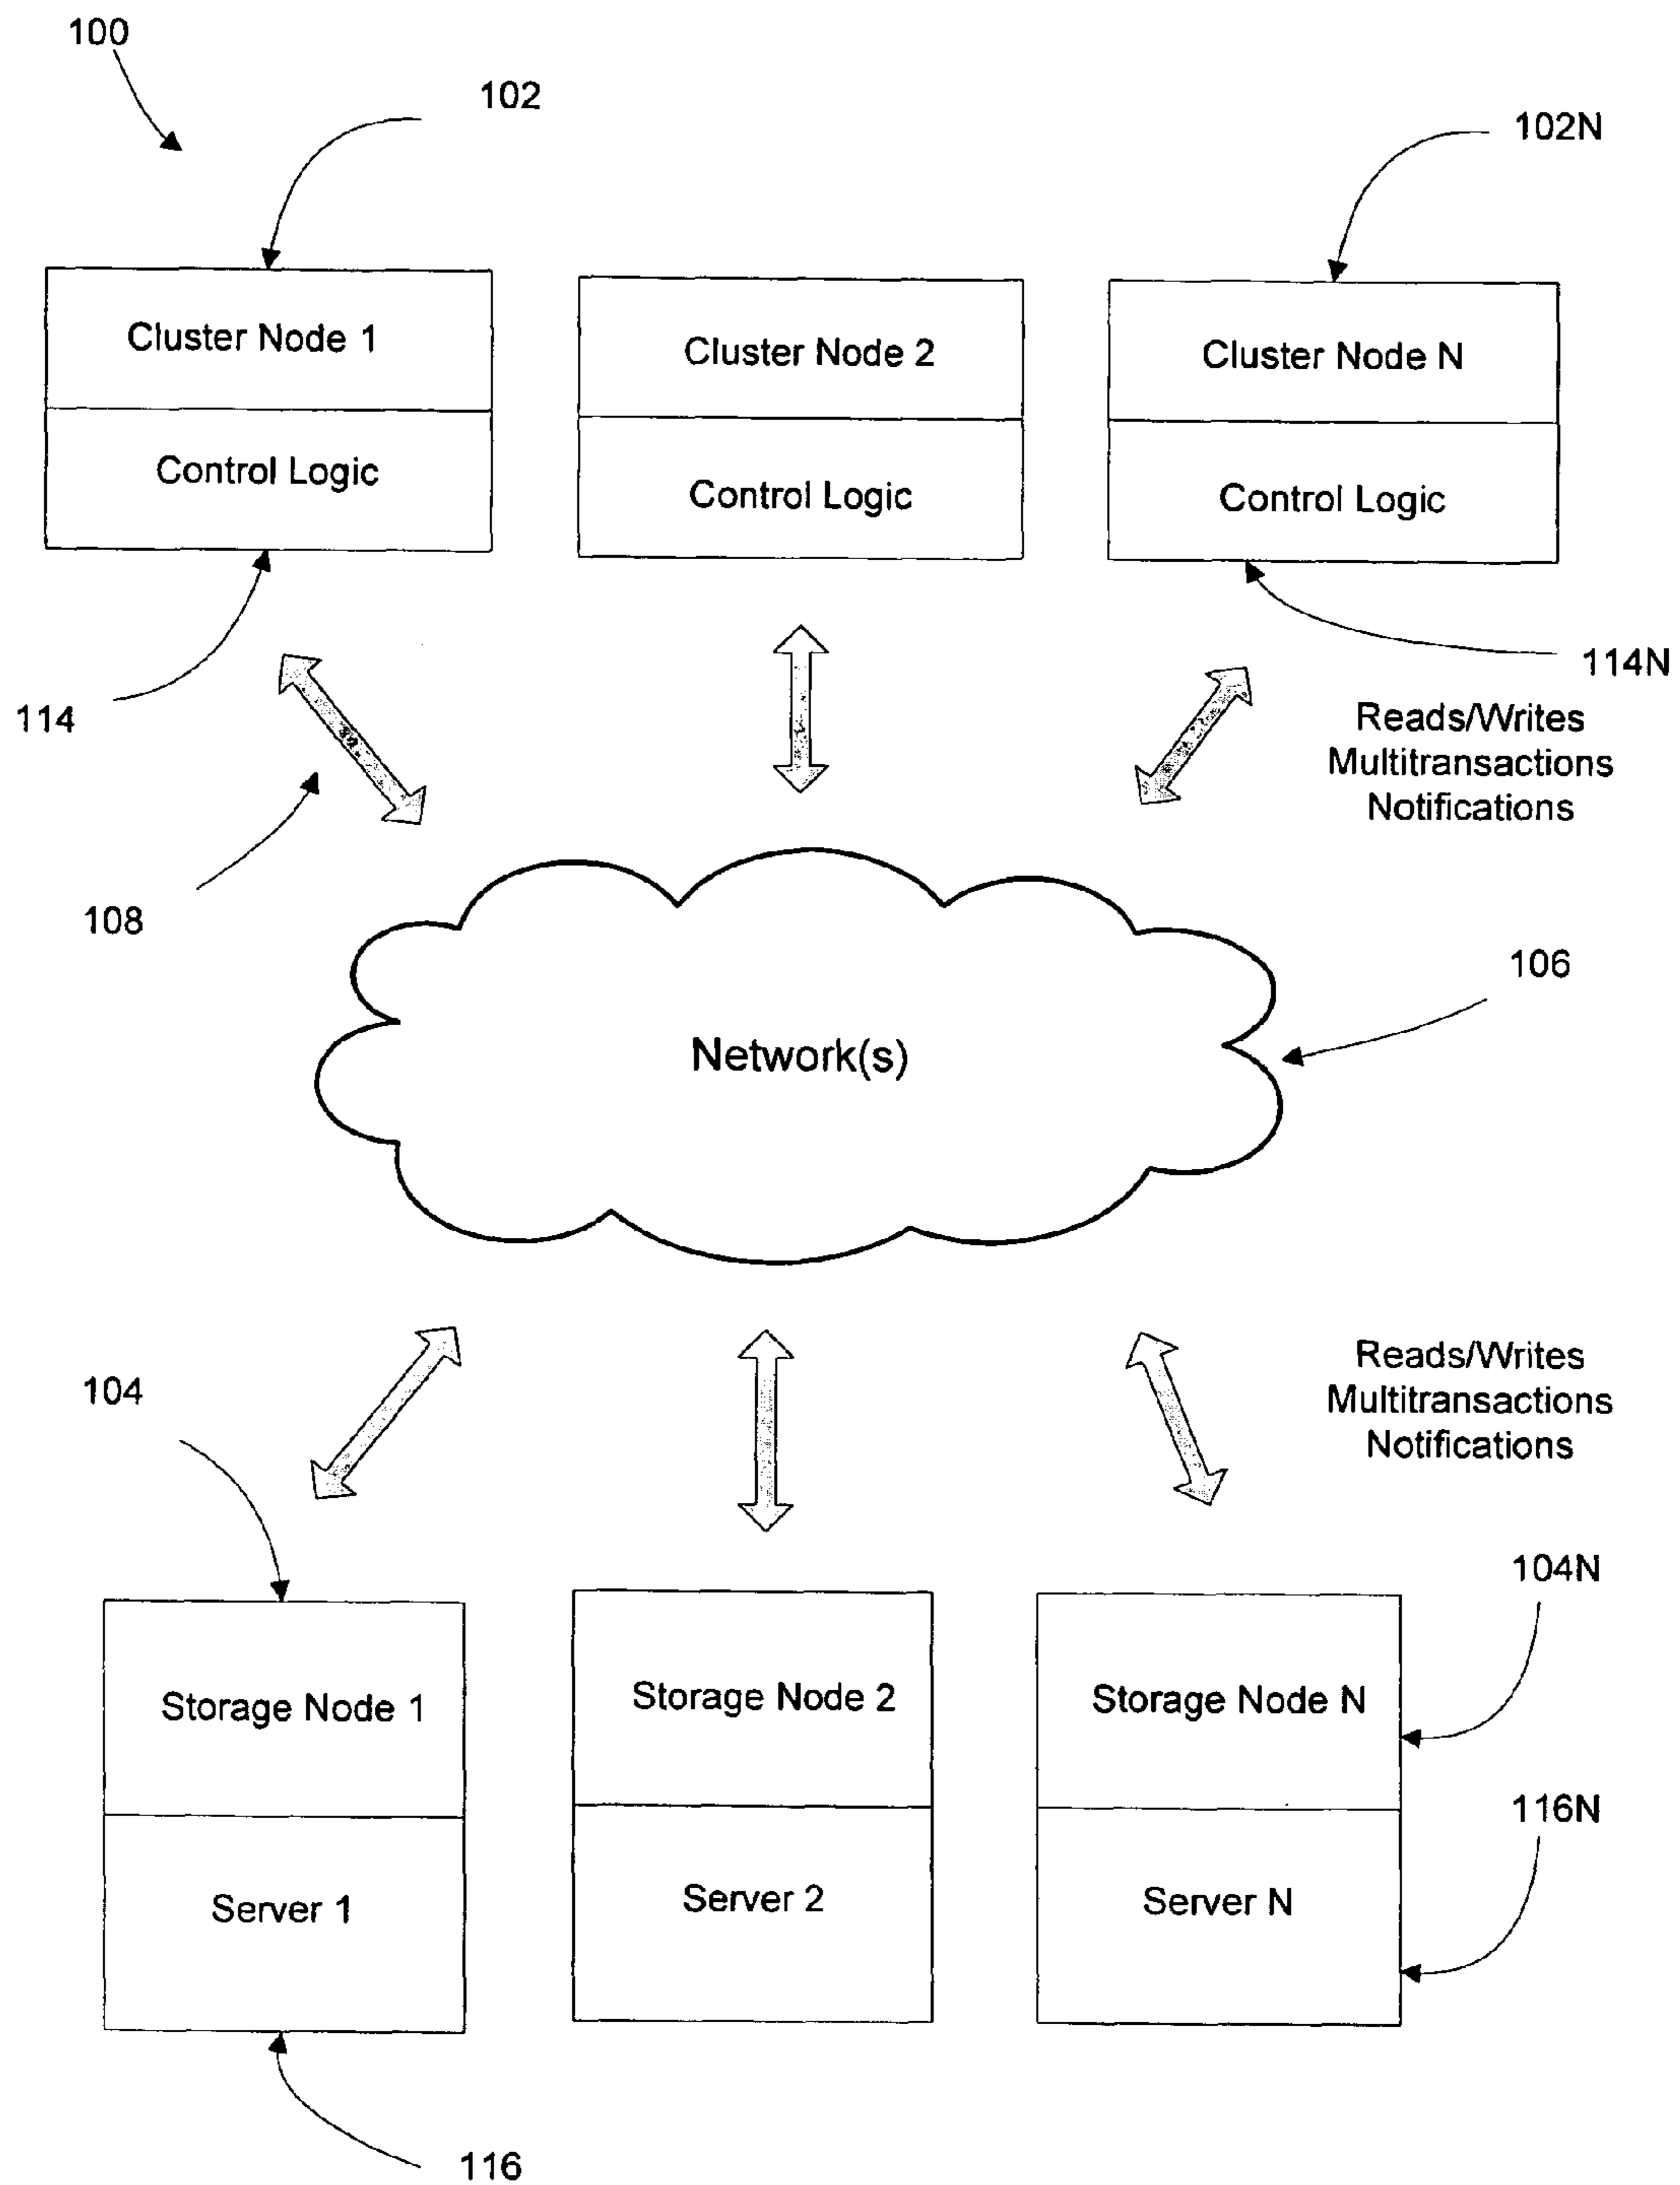 100
102
102N
Cluster Node 1
Cluster Node 2
Cluster Node N
Control Logic
Control Logic
Control Logic
114
114N
Reads/Writes
Multitransactions
Notifications
108
106
Network(s)
104
Reads/Writes
Multitransactions
Notifications
104N
Storage Node 1
Storage Node 2
Storage Node N
116N
Server 1
Server 2
Server N
116